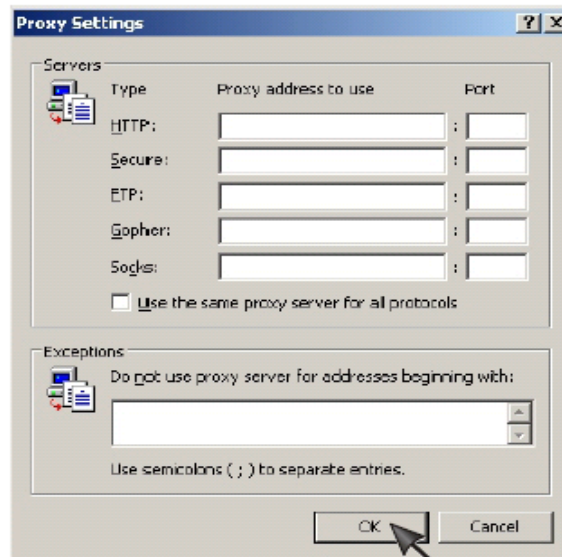 Proxy Settings
Servers
Type Proxy address to use Port
HTTP: :
Secure: :
FTP: :
Gopher: :
Socks: :
Use the same proxy server for all protocols
Exceptions
Do not use proxy server for addresses beginning with:
Use semicolons ( ; ) to separate entries.
OK Cancel